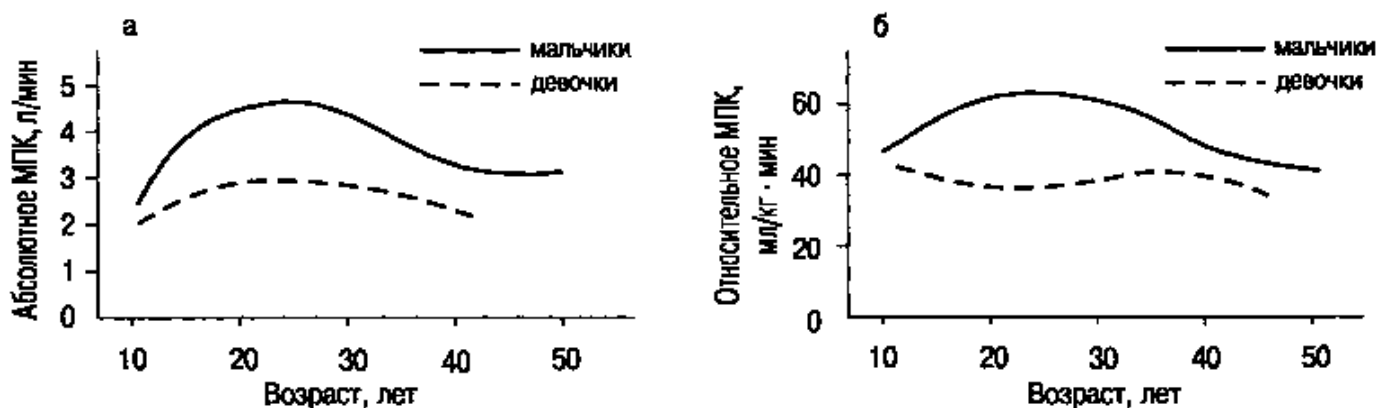 а
мальчики
девочки
Абсолютное МПК, л/мин
5
4
3
2
1
0
10 20 30 40 50
Возраст, лет
б
мальчики
девочки
Относительное МПК,
мл/кг · мин
60
40
20
0
10 20 30 40 50
Возраст, лет